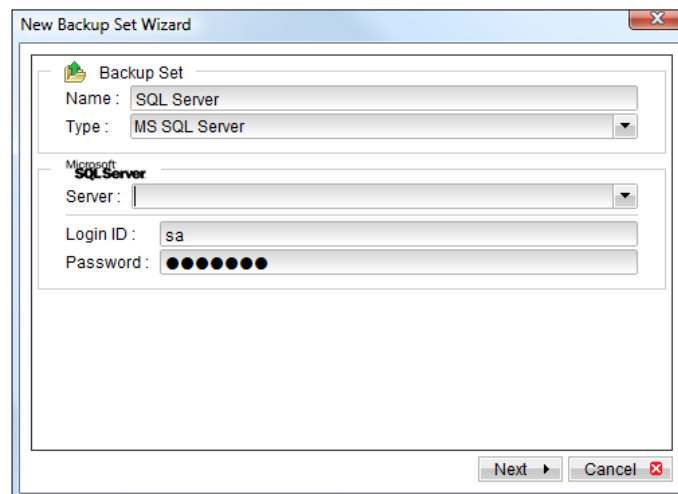 New Backup Set Wizard
Backup Set
Name : SQL Server
Type : MS SQL Server
Microsoft
SQL Server
Server :
Login ID : sa
Password : ●●●●●●●
Next
Cancel